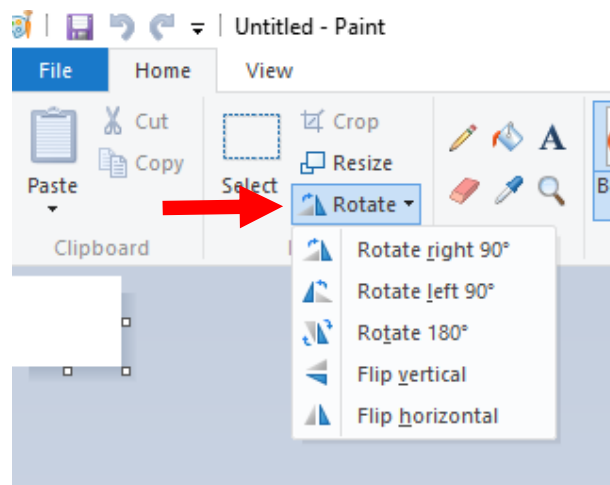 Untitled - Paint
File Home View
Cut
Copy
Paste
Clipboard
Select
Crop
Resize
Rotate
A
Rotate right 90°
Rotate left 90°
Rotate 180°
Flip vertical
Flip horizontal